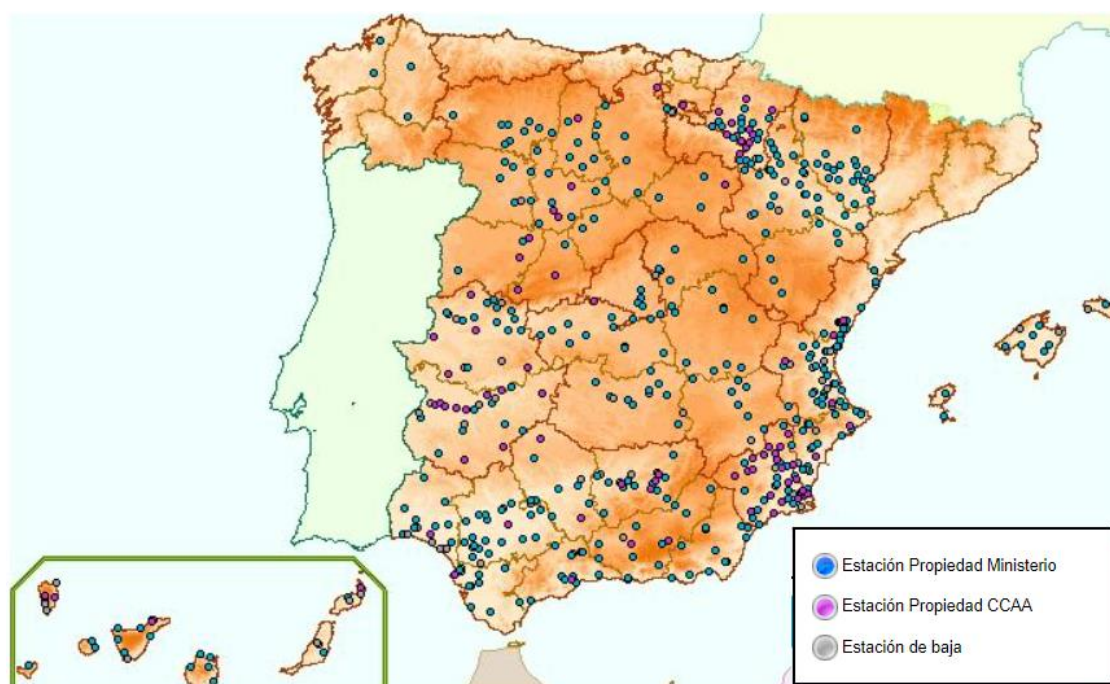 Estación Propiedad Ministerio
Estación Propiedad CCAA
Estación de baja